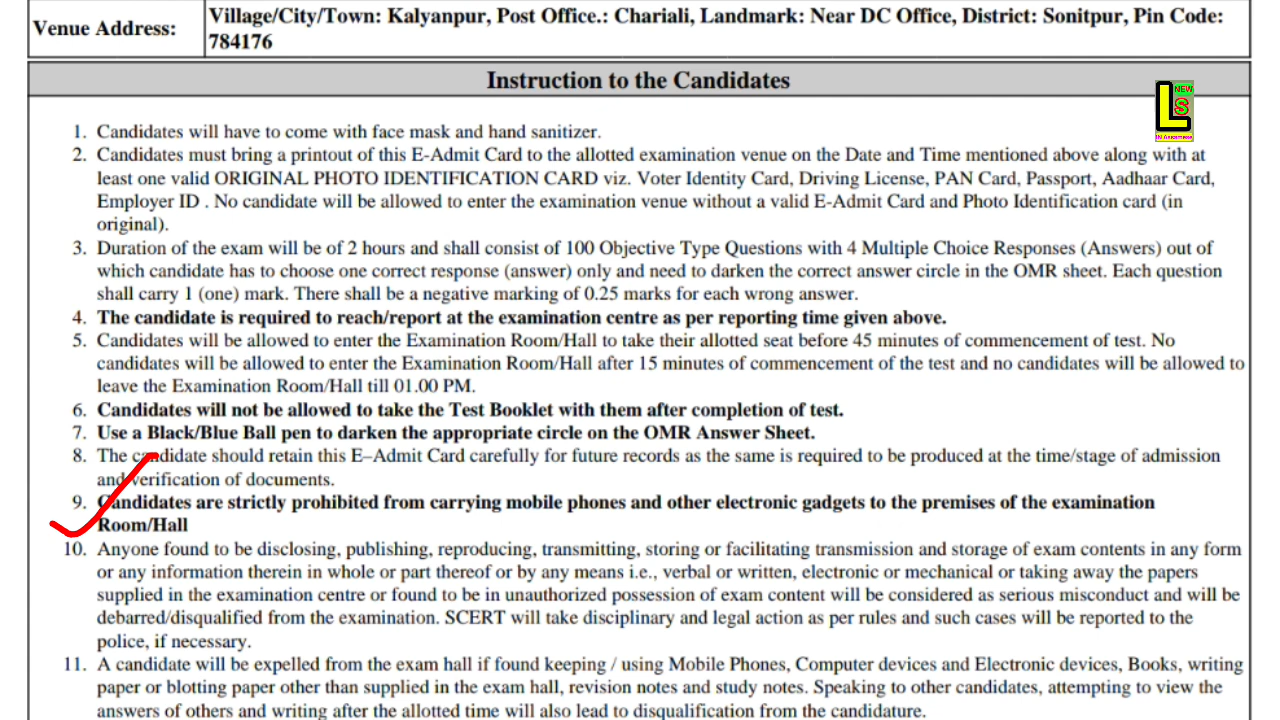 Venue Address:
Village/City/Town: Kalyanpur, Post Office.: Chariali, Landmark: Near DC Office, District: Sonitpur, Pin Code:
784176
Instruction to the Candidates
NEW
LS
IN ASSAMESE
1. Candidates will have to come with face mask and hand sanitizer.
2. Candidates must bring a printout of this E-Admit Card to the allotted examination venue on the Date and Time mentioned above along with at
least one valid ORIGINAL PHOTO IDENTIFICATION CARD viz. Voter Identity Card, Driving License, PAN Card, Passport, Aadhaar Card,
Employer ID . No candidate will be allowed to enter the examination venue without a valid E-Admit Card and Photo Identification card (in
original).
3. Duration of the exam will be of 2 hours and shall consist of 100 Objective Type Questions with 4 Multiple Choice Responses (Answers) out of
which candidate has to choose one correct response (answer) only and need to darken the correct answer circle in the OMR sheet. Each question
shall carry 1 (one) mark. There shall be a negative marking of 0.25 marks for each wrong answer.
4. The candidate is required to reach/report at the examination centre as per reporting time given above.
5. Candidates will be allowed to enter the Examination Room/Hall to take their allotted seat before 45 minutes of commencement of test. No
candidates will be allowed to enter the Examination Room/Hall after 15 minutes of commencement of the test and no candidates will be allowed to
leave the Examination Room/Hall till 01.00 PM.
6. Candidates will not be allowed to take the Test Booklet with them after completion of test.
7. Use a Black/Blue Ball pen to darken the appropriate circle on the OMR Answer Sheet.
8. The candidate should retain this E–Admit Card carefully for future records as the same is required to be produced at the time/stage of admission
and verification of documents.
9. Candidates are strictly prohibited from carrying mobile phones and other electronic gadgets to the premises of the examination
Room/Hall
10. Anyone found to be disclosing, publishing, reproducing, transmitting, storing or facilitating transmission and storage of exam contents in any form
or any information therein in whole or part thereof or by any means i.e., verbal or written, electronic or mechanical or taking away the papers
supplied in the examination centre or found to be in unauthorized possession of exam content will be considered as serious misconduct and will be
debarred/disqualified from the examination. SCERT will take disciplinary and legal action as per rules and such cases will be reported to the
police, if necessary.
11. A candidate will be expelled from the exam hall if found keeping / using Mobile Phones, Computer devices and Electronic devices, Books, writing
paper or blotting paper other than supplied in the exam hall, revision notes and study notes. Speaking to other candidates, attempting to view the
answers of others and writing after the allotted time will also lead to disqualification from the candidature.